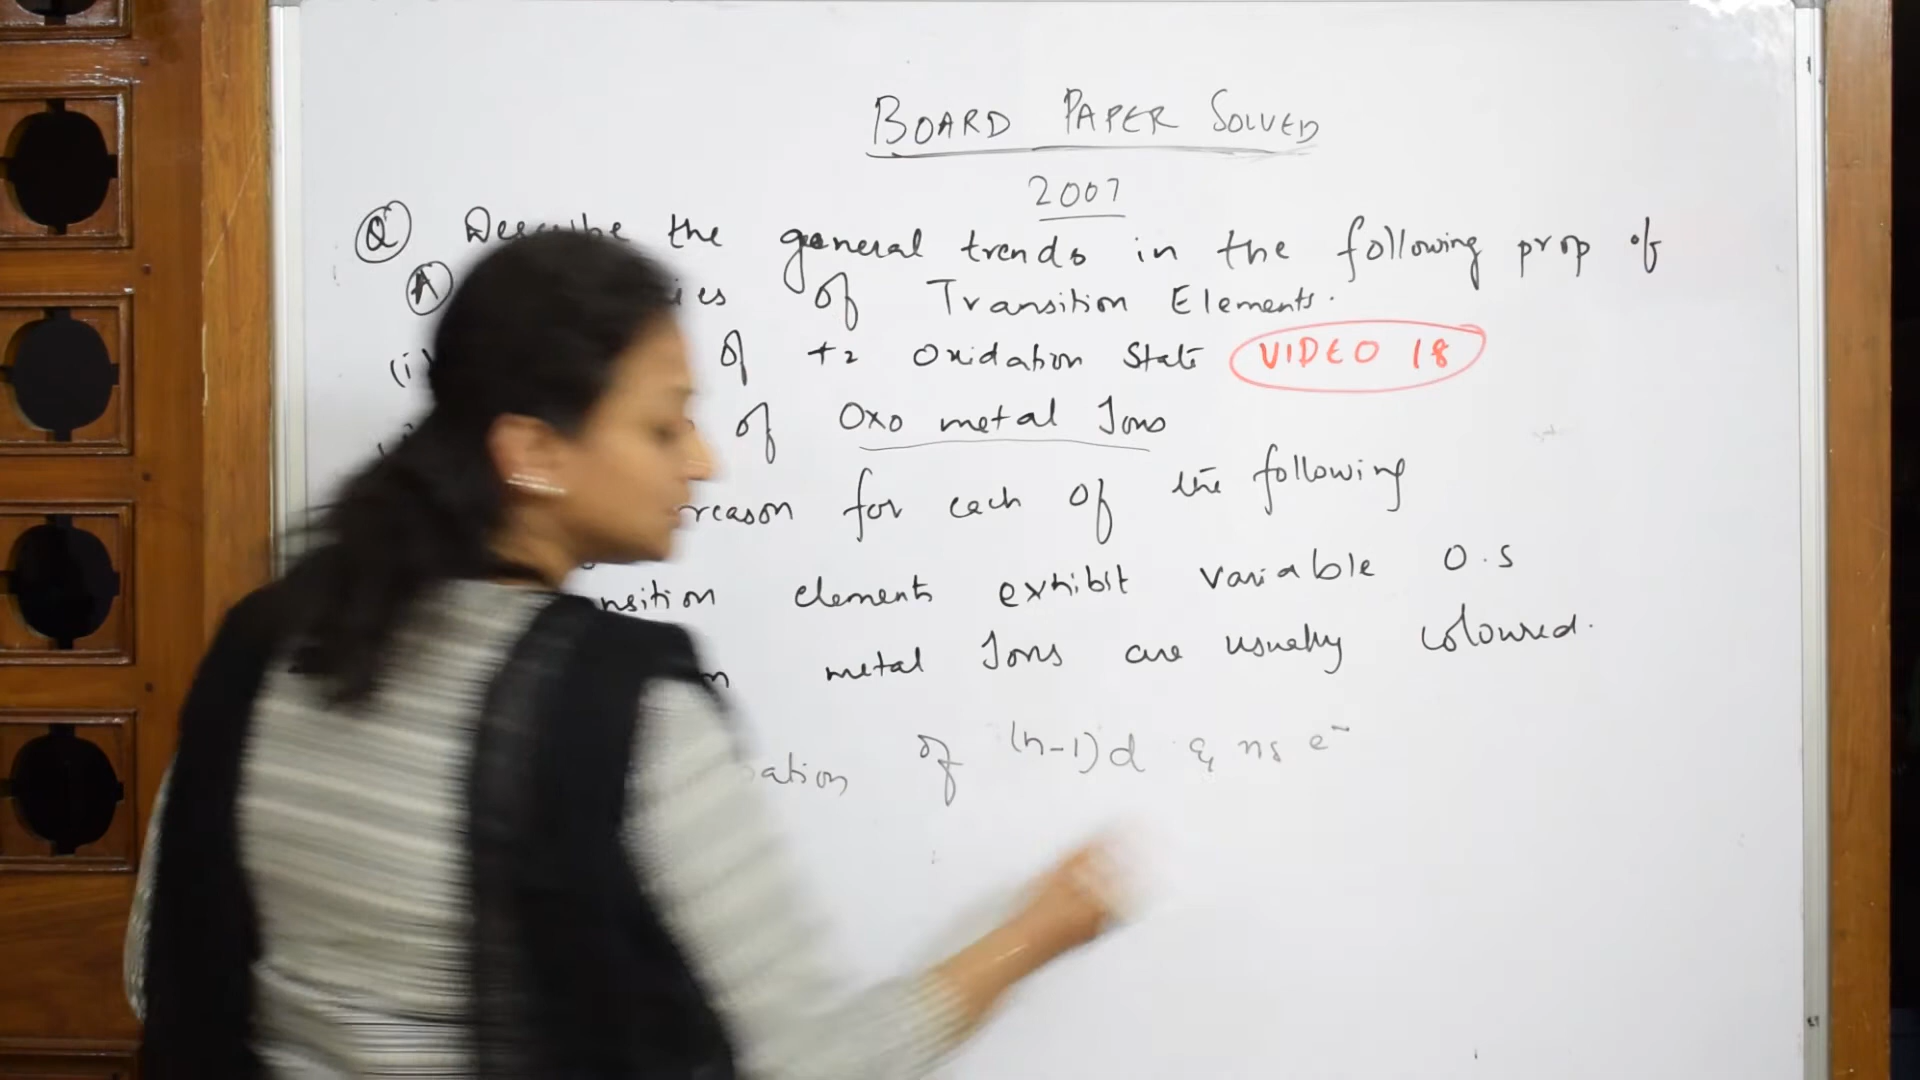 BOARD PAPER SOLVED
2007
Q Describe the general trends in the following prop of
A ies of Transition Elements.
(i) of +2 Oxidation State VIDEO 18
of Oxo metal Ions
reason for each of the following
nsition elements exhibit variable O.S
n metal Ions are usually coloured.
ation of (n-1)d & ns e⁻